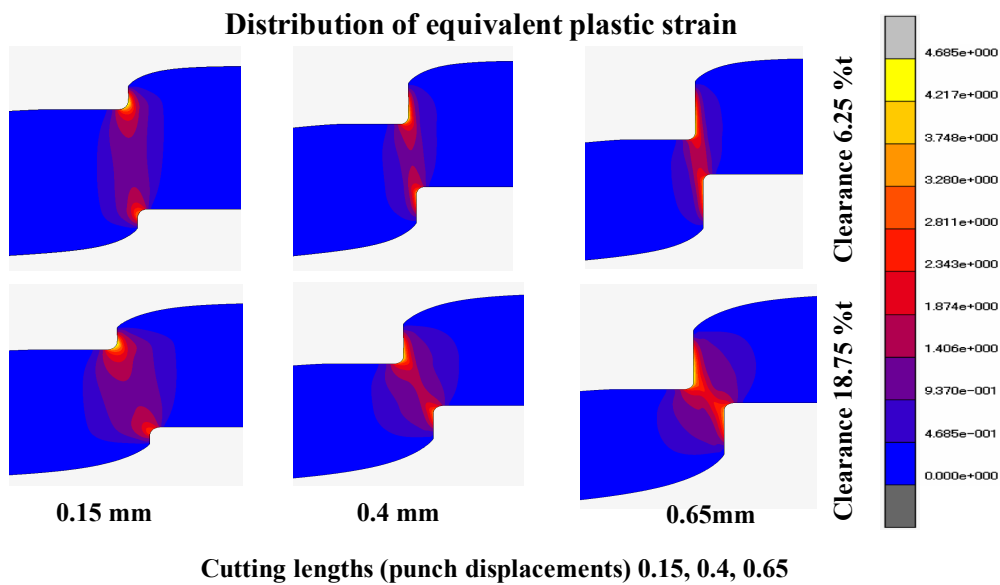 Distribution of equivalent plastic strain
Clearance 6.25 %t
Clearance 18.75 %t
4.685e+000
4.217e+000
3.748e+000
3.280e+000
2.811e+000
2.343e+000
1.874e+000
1.406e+000
9.370e-001
4.685e-001
0.000e+000
0.15 mm
0.4 mm
0.65mm
Cutting lengths (punch displacements) 0.15, 0.4, 0.65